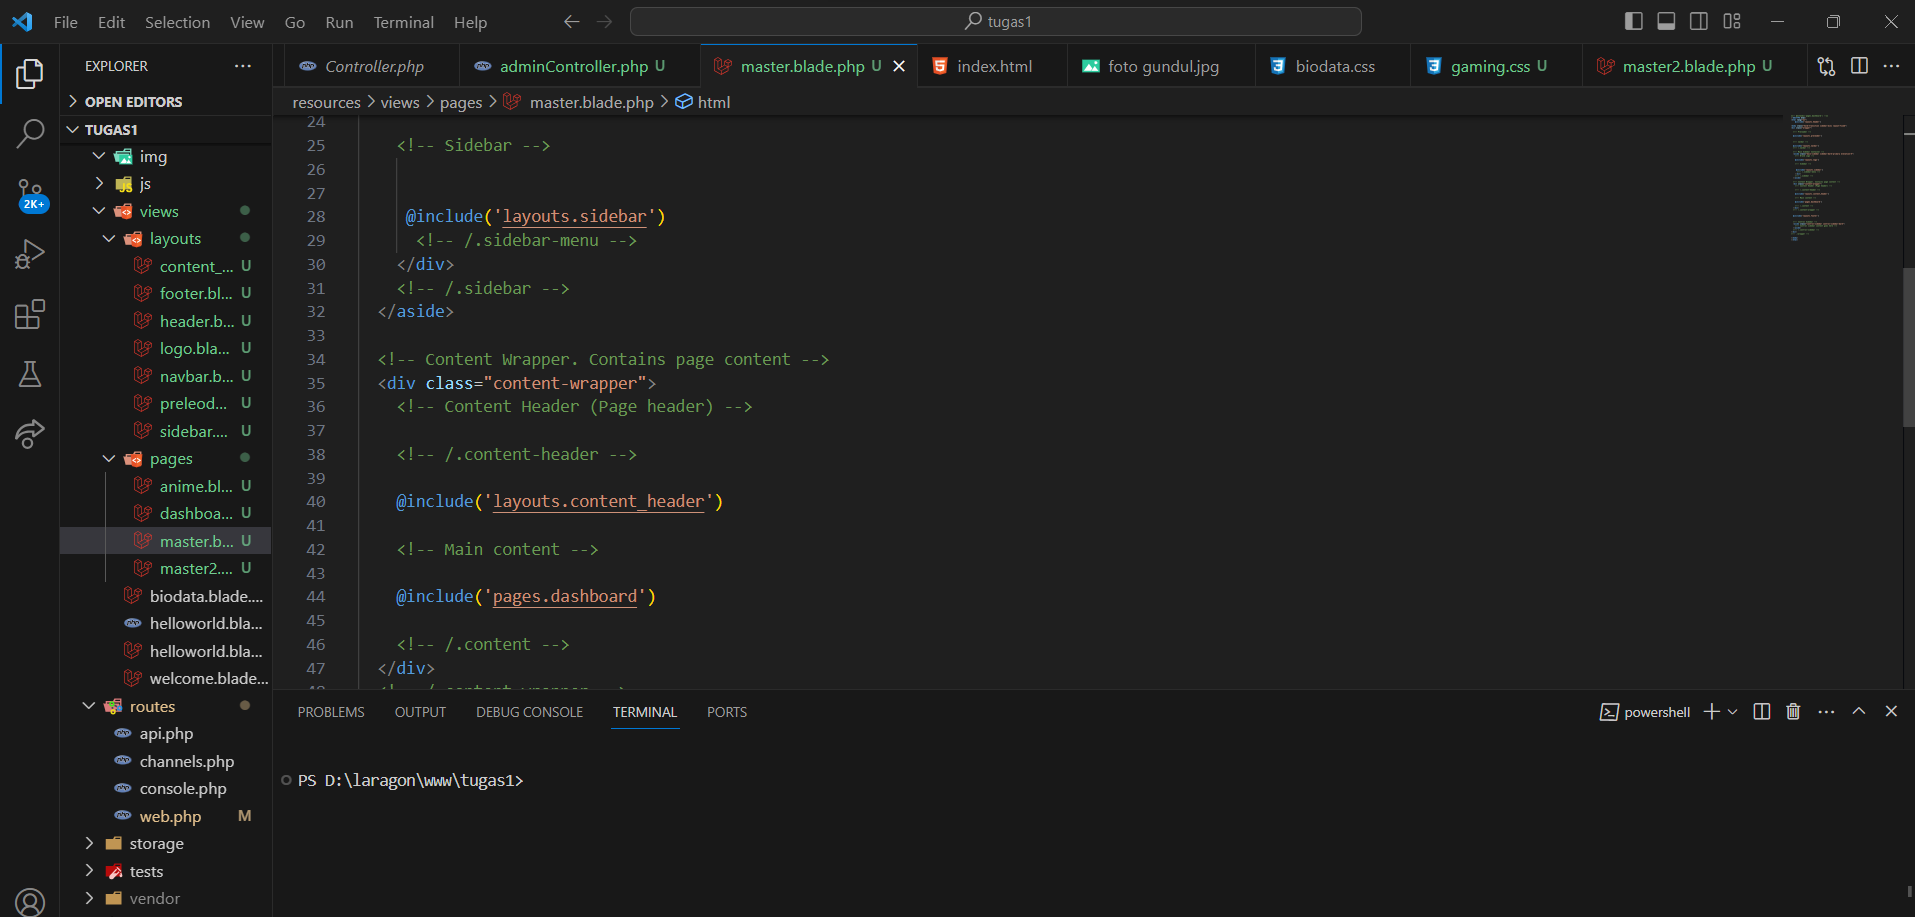 File Edit Selection View Go Run Terminal Help
tugas1
EXPLORER
OPEN EDITORS
TUGAS1
img
js
views
layouts
content_... U
footer.bl... U
header.b... U
logo.bla... U
navbar.b... U
preleod... U
sidebar.... U
pages
anime.bl... U
dashboa... U
master.b... U
master2.... U
biodata.blade....
helloworld.bla...
helloworld.bla...
welcome.blade...
routes
api.php
channels.php
console.php
web.php M
storage
tests
vendor
2K+
Controller.php adminController.php U master.blade.php U index.html foto gundul.jpg biodata.css gaming.css U master2.blade.php U
resources > views > pages > master.blade.php > html
24
25 <!-- Sidebar -->
26
27
28 @include('layouts.sidebar')
29 <!-- /.sidebar-menu -->
30 </div>
31 <!-- /.sidebar -->
32 </aside>
33
34 <!-- Content Wrapper. Contains page content -->
35 <div class="content-wrapper">
36 <!-- Content Header (Page header) -->
37
38 <!-- /.content-header -->
39
40 @include('layouts.content_header')
41
42 <!-- Main content -->
43
44 @include('pages.dashboard')
45
46 <!-- /.content -->
47 </div>
PROBLEMS OUTPUT DEBUG CONSOLE TERMINAL PORTS
powershell
PS D:\laragon\www\tugas1>